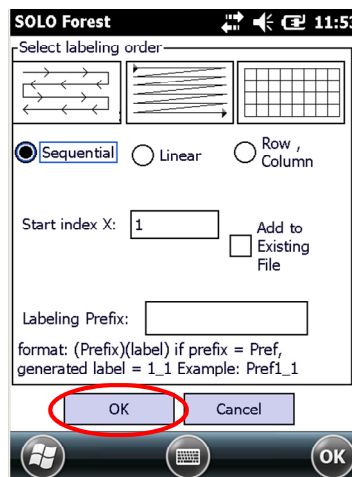 SOLO Forest 11:53
Select labeling order
Sequential Linear Row , Column
Start index X: 1 Add to Existing File
Labeling Prefix:
format: (Prefix)(label) if prefix = Pref,
generated label = 1_1 Example: Pref1_1
OK Cancel
OK